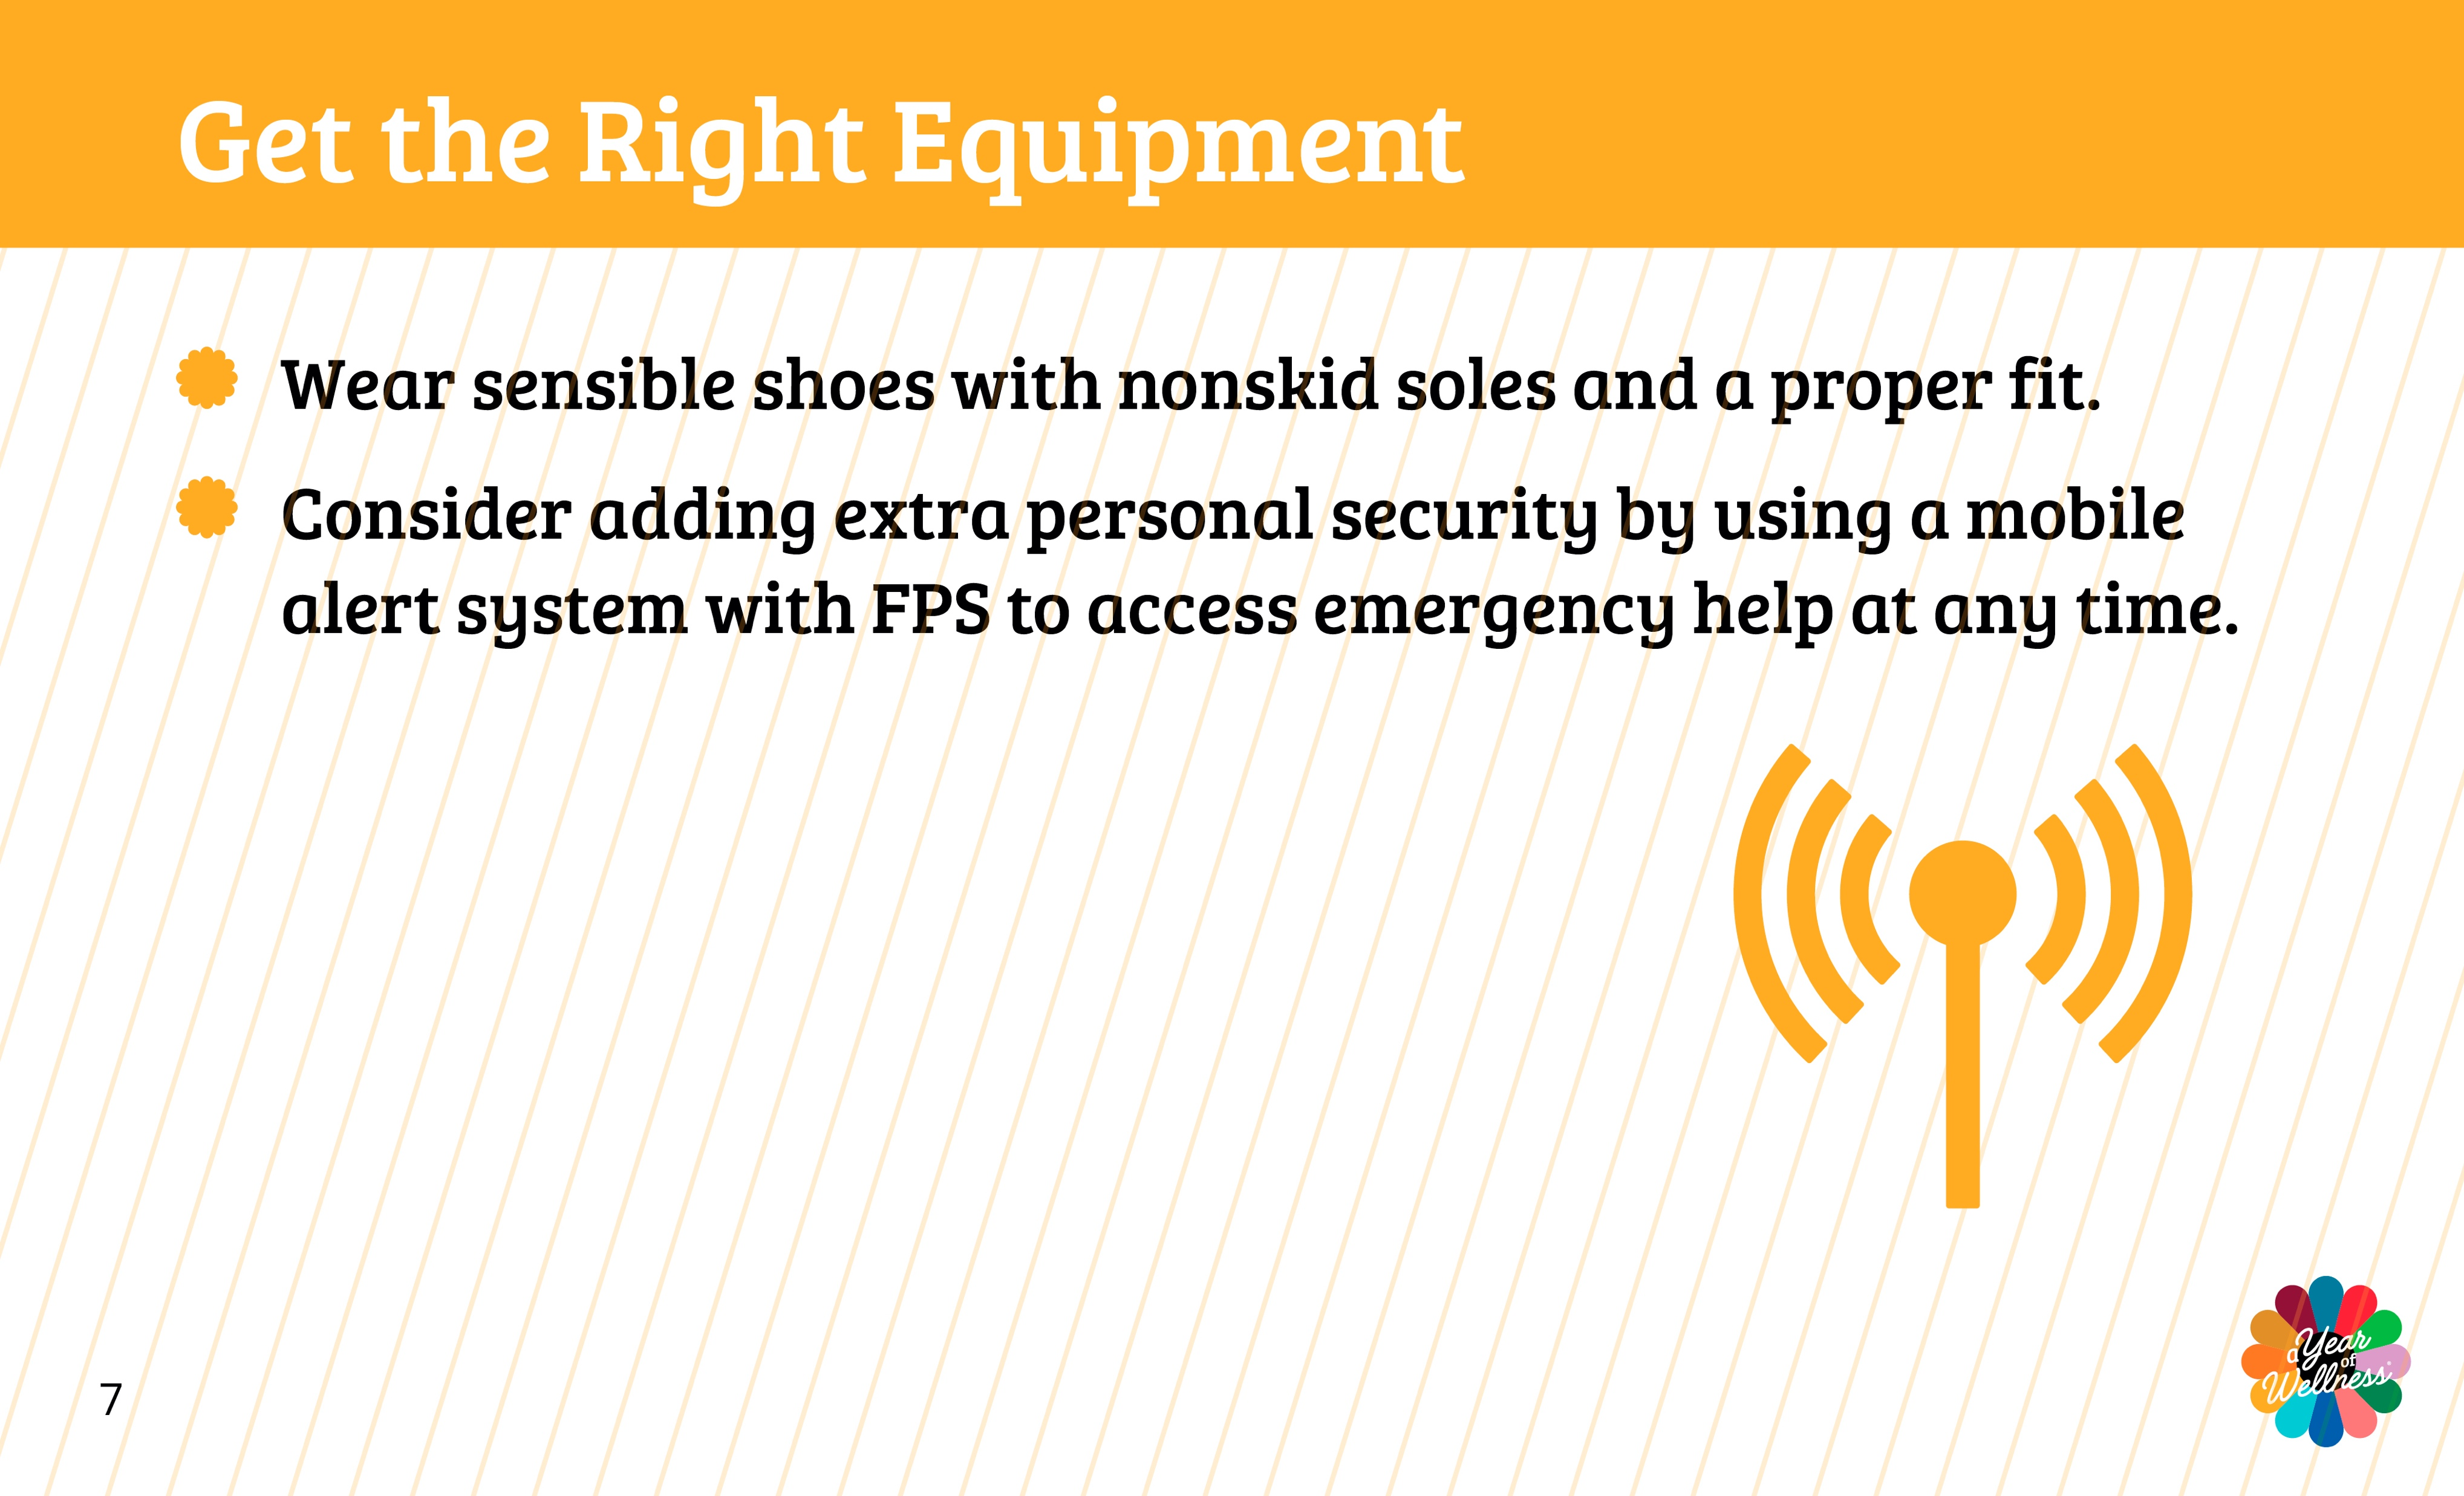 Get the Right Equipment
Wear sensible shoes with nonskid soles and a proper fit.
Consider adding extra personal security by using a mobile
alert system with FPS to access emergency help at any time.
7
a Year
of
Wellness